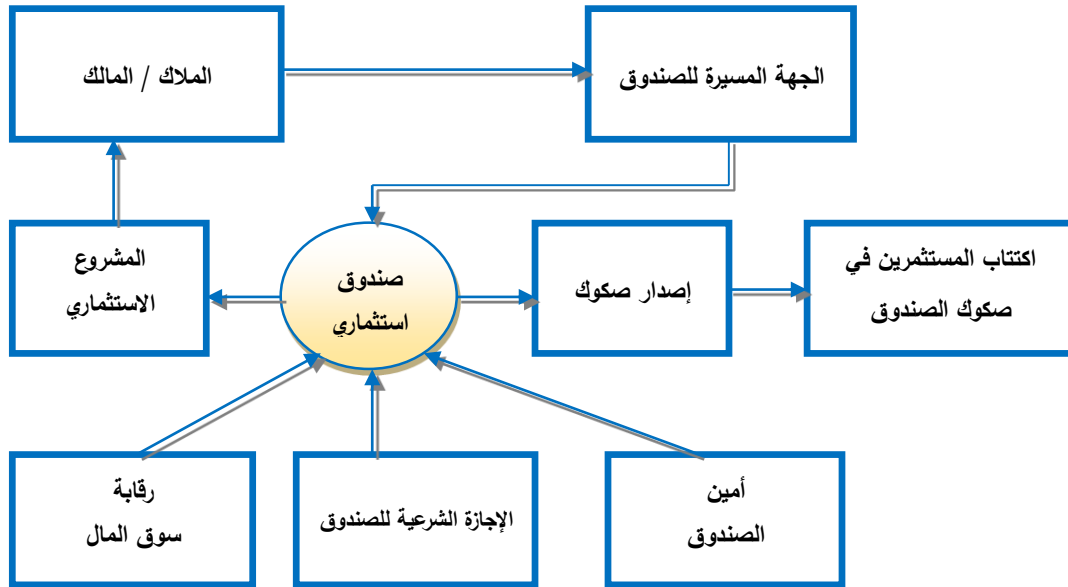 الجهة المسيرة للصندوق
الملاك / المالك
اكتتاب المستثمرين في
صكوك الصندوق
إصدار صكوك
صندوق
استثماري
المشروع
الاستثماري
أمين
الصندوق
الإجازة الشرعية للصندوق
رقابة
سوق المال